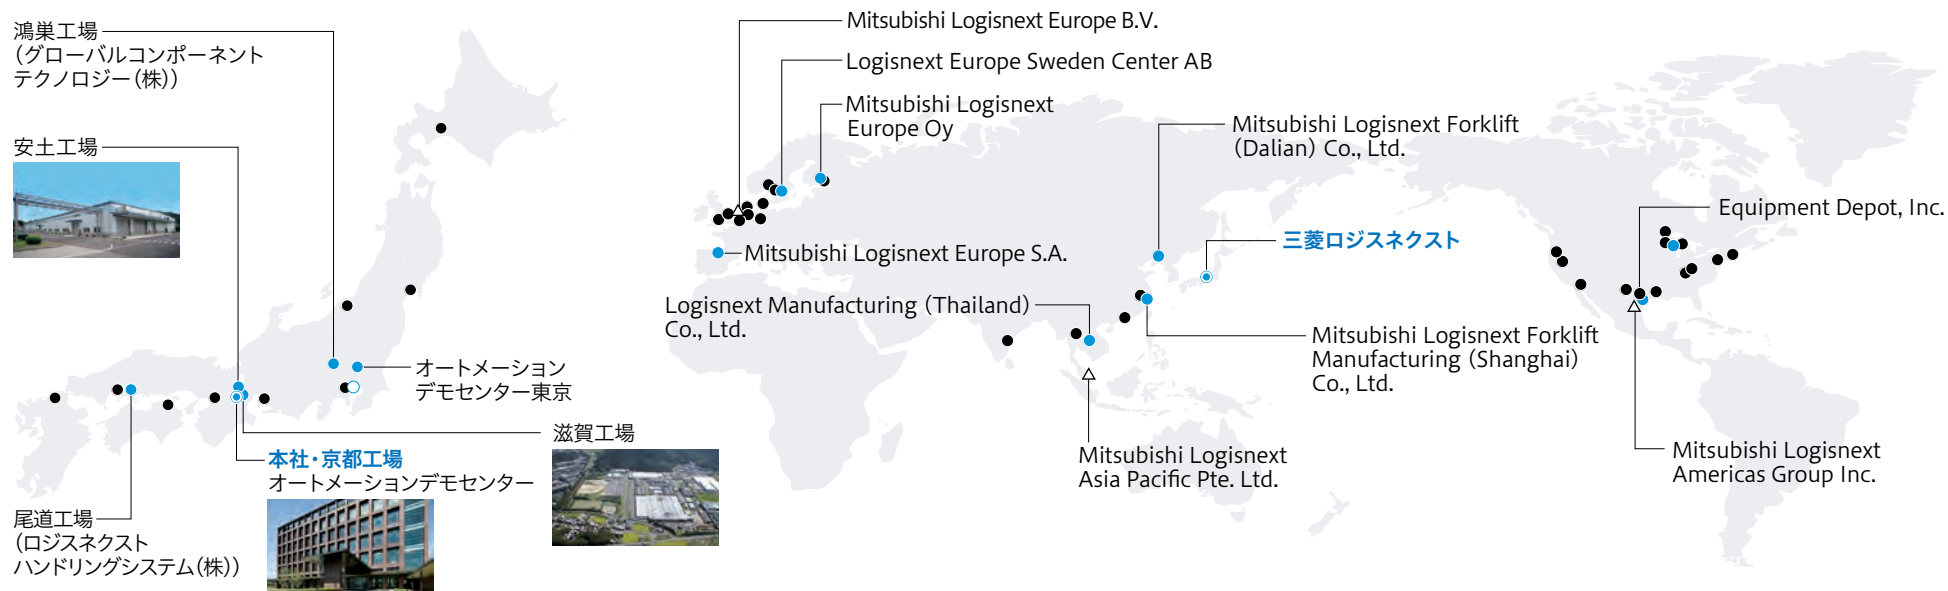 鴻巣工場
（グローバルコンポーネント
テクノロジー（株））
安土工場
オートメーション
デモセンター東京
滋賀工場
本社・京都工場
オートメーションデモセンター
尾道工場
（ロジスネクスト
ハンドリングシステム（株））
Mitsubishi Logisnext Europe B.V.
Logisnext Europe Sweden Center AB
Mitsubishi Logisnext
Europe Oy
Mitsubishi Logisnext Europe S.A.
Logisnext Manufacturing (Thailand)
Co., Ltd.
Mitsubishi Logisnext Forklift
(Dalian) Co., Ltd.
三菱ロジスネクスト
Mitsubishi Logisnext Forklift
Manufacturing (Shanghai)
Co., Ltd.
Mitsubishi Logisnext
Asia Pacific Pte. Ltd.
Equipment Depot, Inc.
Mitsubishi Logisnext
Americas Group Inc.